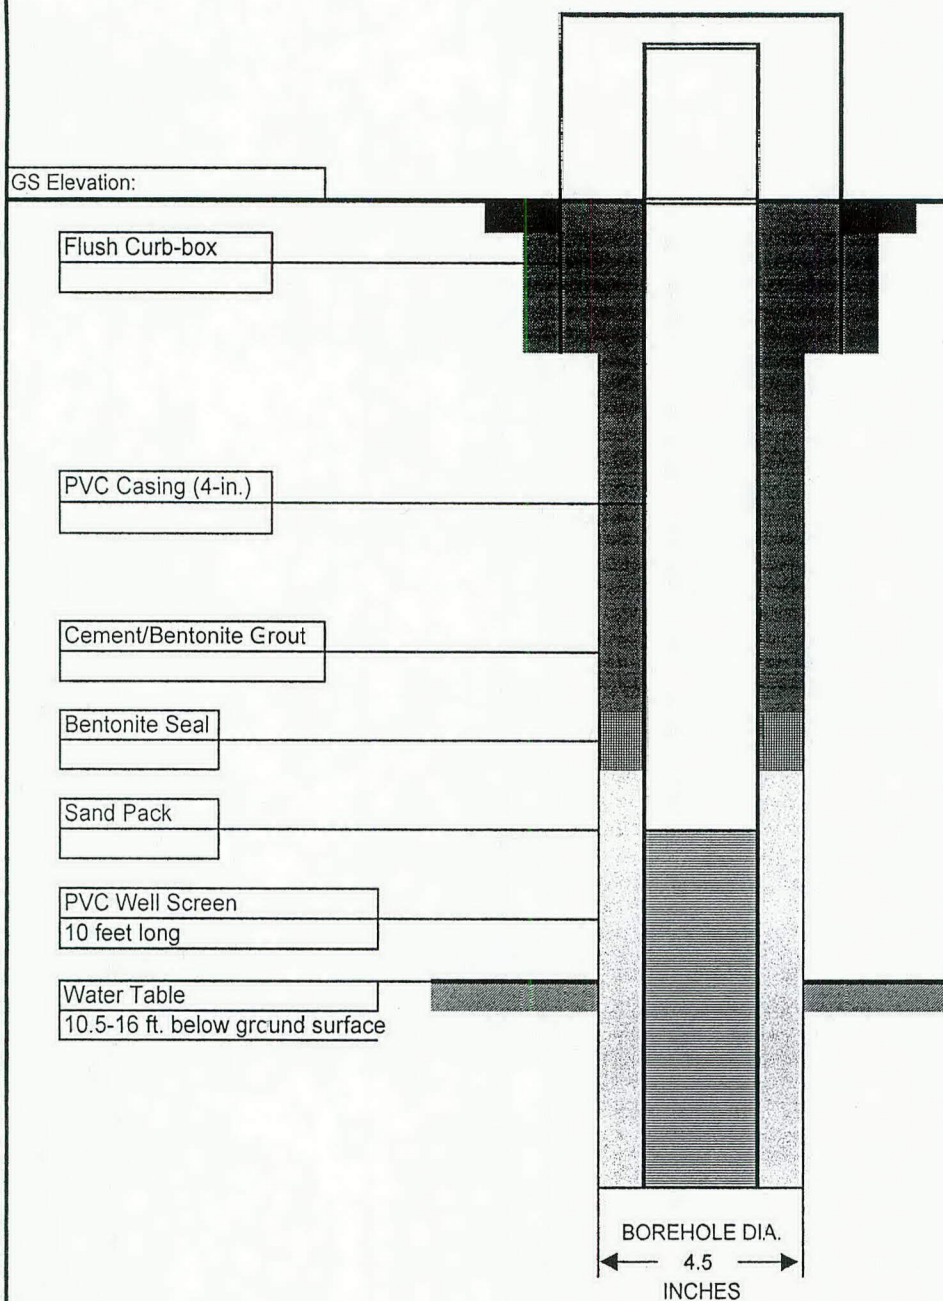 GS Elevation:
Flush Curb-box
PVC Casing (4-in.)
Cement/Bentonite Grout
Bentonite Seal
Sand Pack
PVC Well Screen
10 feet long
Water Table
10.5-16 ft. below ground surface
BOREHOLE DIA.
4.5
INCHES